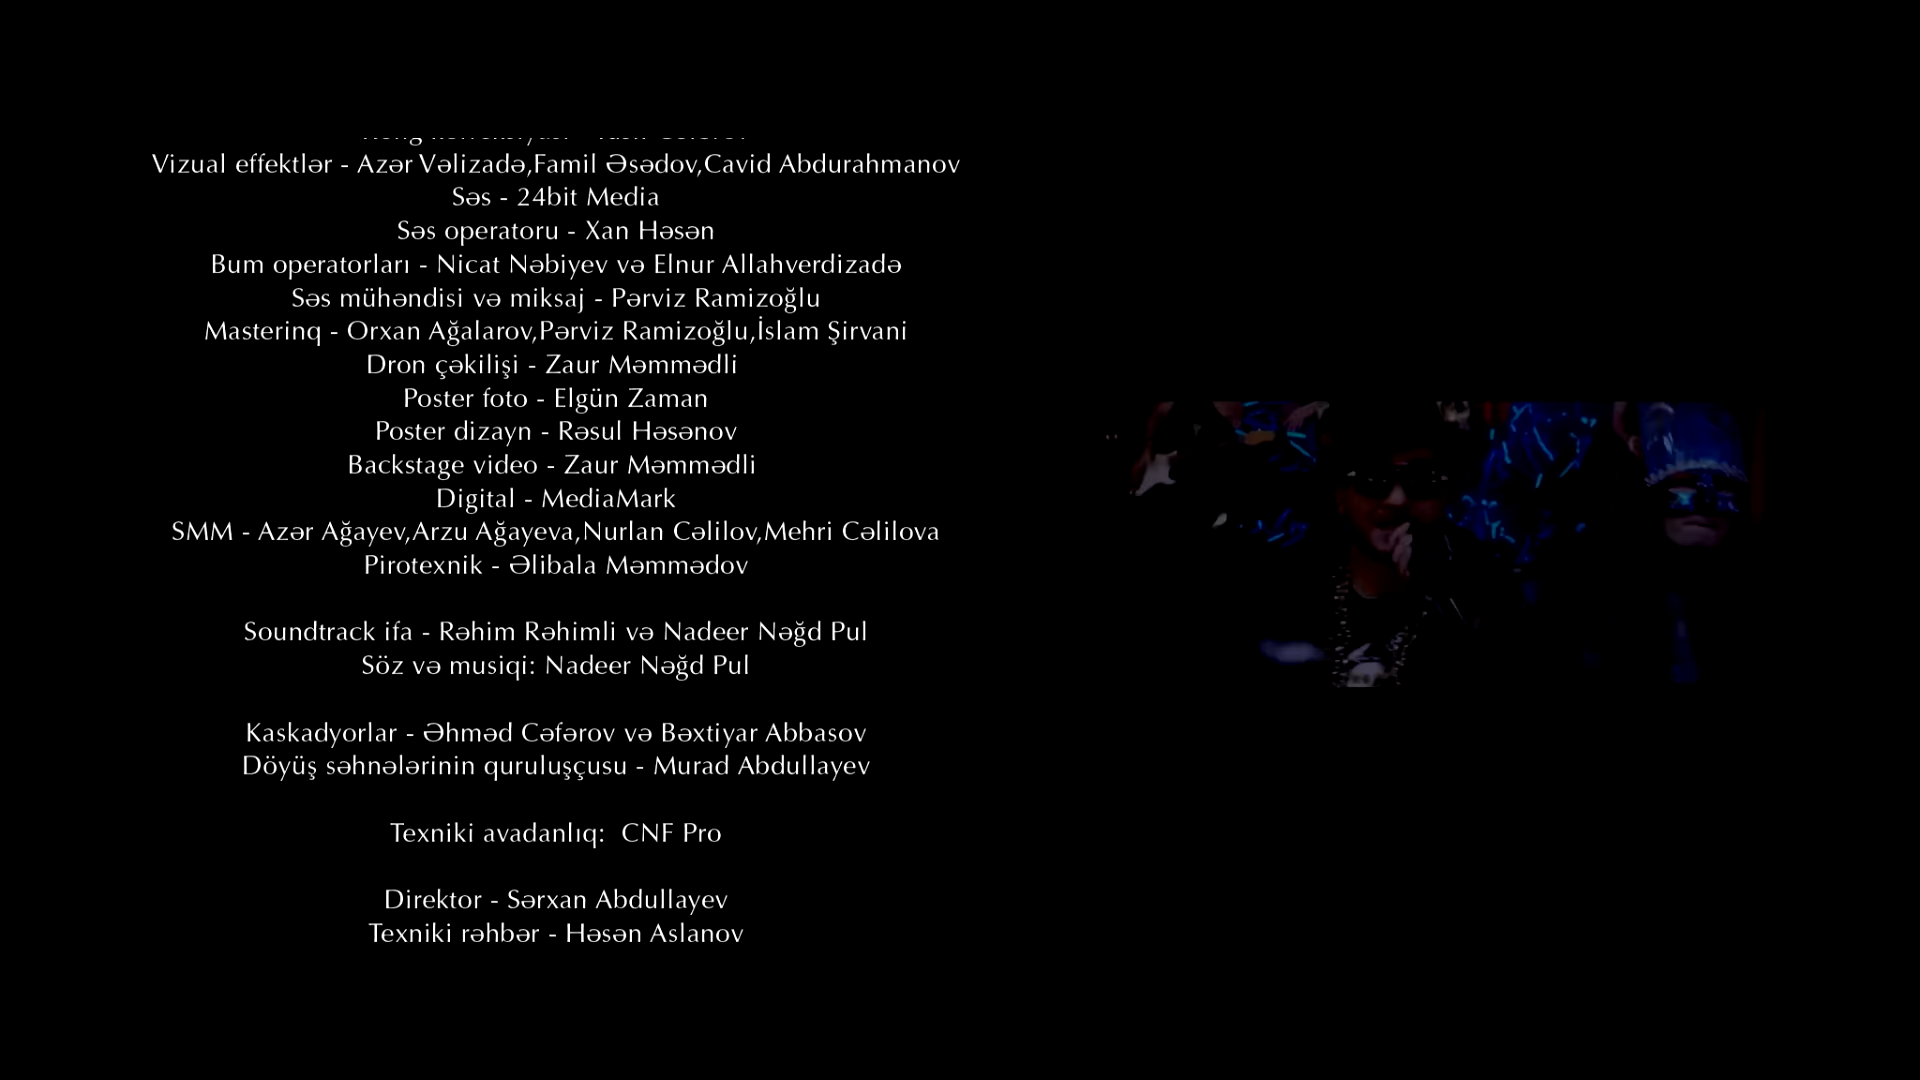 Vizual effektlər - Azər Vəlizadə,Famil Əsədov,Cavid Abdurahmanov
Səs - 24bit Media
Səs operatoru - Xan Həsən
Bum operatorları - Nicat Nəbiyev və Elnur Allahverdizadə
Səs mühəndisi və miksaj - Pərviz Ramizoğlu
Masterinq - Orxan Ağalarov,Pərviz Ramizoğlu,İslam Şirvani
Dron çəkilişi - Zaur Məmmədli
Poster foto - Elgün Zaman
Poster dizayn - Rəsul Həsənov
Backstage video - Zaur Məmmədli
Digital - MediaMark
SMM - Azər Ağayev,Arzu Ağayeva,Nurlan Cəlilov,Mehri Cəlilova
Pirotexnik - Əlibala Məmmədov
Soundtrack ifa - Rəhim Rəhimli və Nadeer Nəğd Pul
Söz və musiqi: Nadeer Nəğd Pul
Kaskadyorlar - Əhməd Cəfərov və Bəxtiyar Abbasov
Döyüş səhnələrinin quruluşçusu - Murad Abdullayev
Texniki avadanlıq:  CNF Pro
Direktor - Sərxan Abdullayev
Texniki rəhbər - Həsən Aslanov